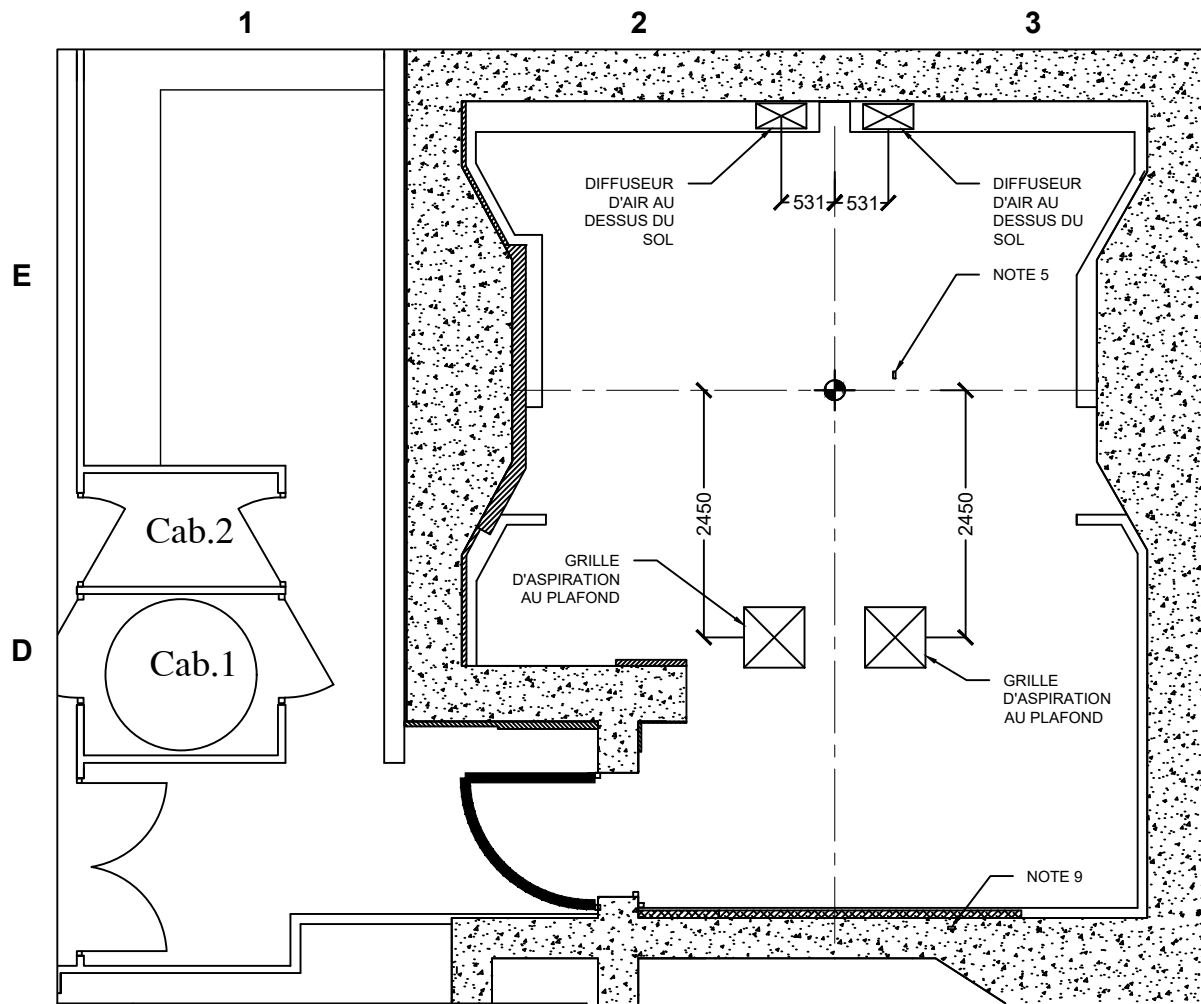 1
2
3
E
D
DIFFUSEUR
D'AIR AU
DESSUS DU
SOL
531
531
DIFFUSEUR
D'AIR AU
DESSUS DU
SOL
NOTE 5
2450
2450
Cab.2
GRILLE
D'ASPIRATION
AU PLAFOND
Cab.1
GRILLE
D'ASPIRATION
AU PLAFOND
NOTE 9